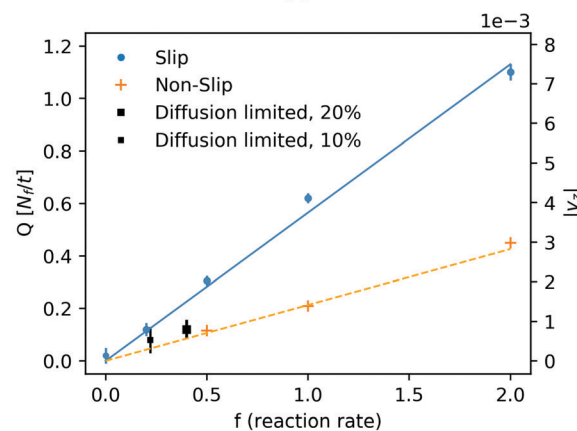 1e−3
1.2
1.0
0.8
0.6
0.4
0.2
0.0
Q [N_f/t]
Slip
Non-Slip
Diffusion limited, 20%
Diffusion limited, 10%
8
7
6
5
4
3
2
1
0
|v_z|
0.0 0.5 1.0 1.5 2.0
f (reaction rate)